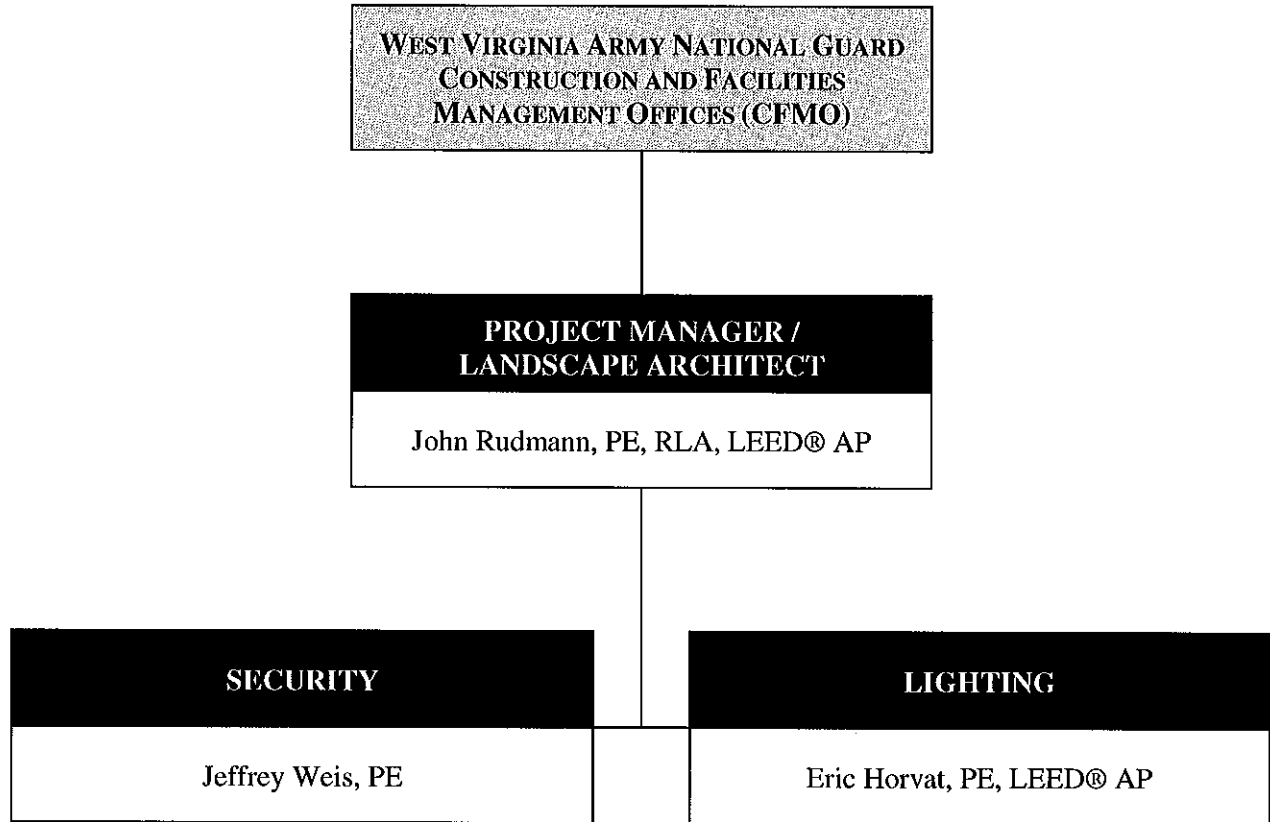 WEST VIRGINIA ARMY NATIONAL GUARD
CONSTRUCTION AND FACILITIES
MANAGEMENT OFFICES (CFMO)
PROJECT MANAGER /
LANDSCAPE ARCHITECT
John Rudmann, PE, RLA, LEED® AP
SECURITY
Jeffrey Weis, PE
LIGHTING
Eric Horvat, PE, LEED® AP